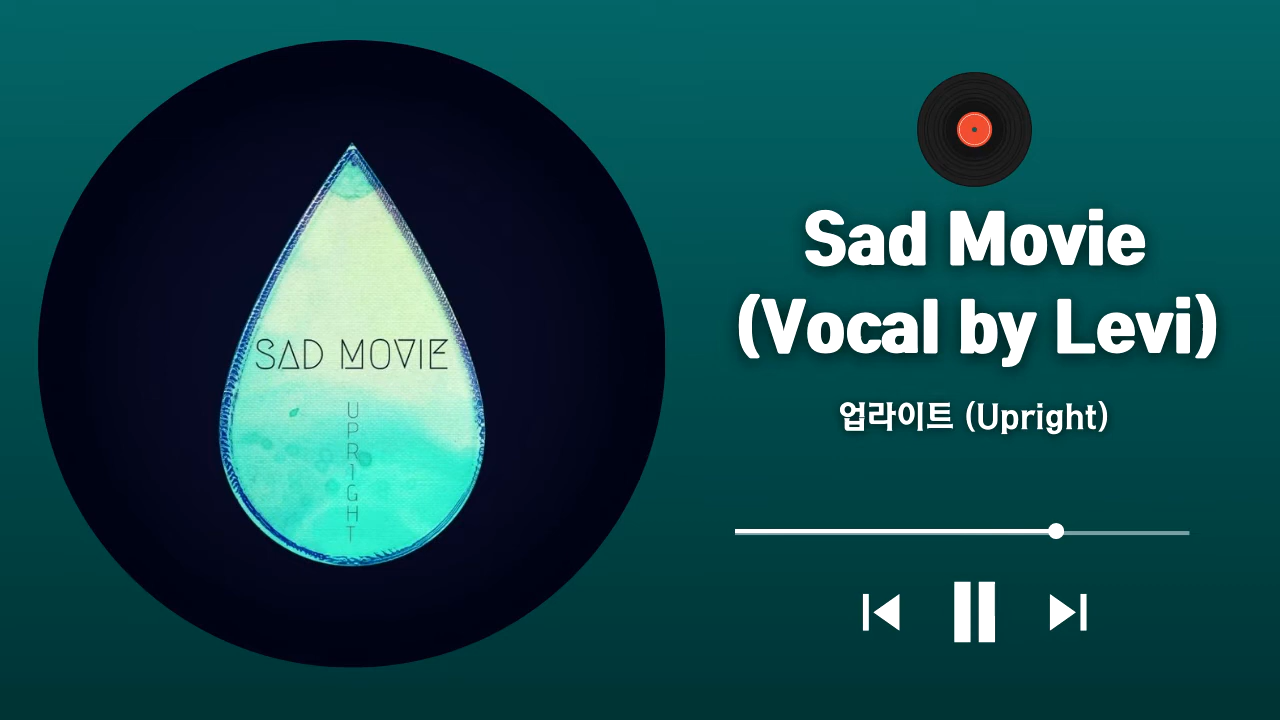 SAD MOVIE
UPRIGHT
Sad Movie
(Vocal by Levi)
업라이트 (Upright)